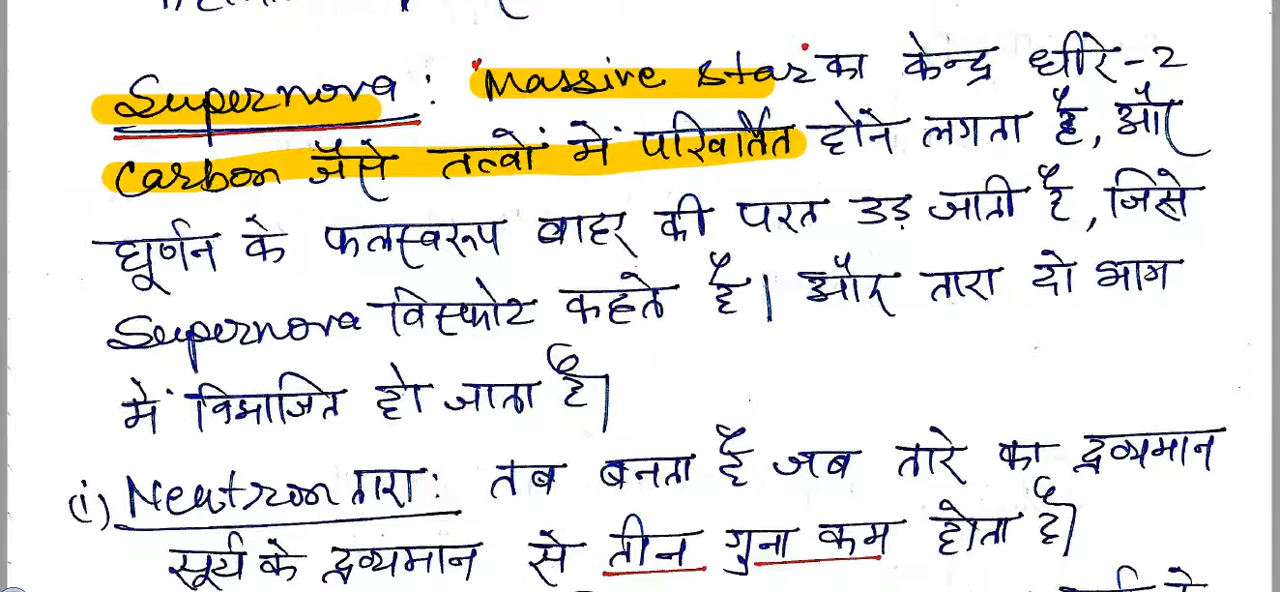 Supernova : Massive star का केन्द्र धीरे-2
Carbon जैसे तत्वों में परिवर्तित होने लगता है, और
घूर्णन के फलस्वरूप बाहर की परत उड़ जाती है, जिसे
Supernova विस्फोट कहते है। और तारा दो भाग
में विभाजित हो जाता है।
(i) Neutron तारा: तब बनता है जब तारे का द्रव्यमान
सूर्य के द्रव्यमान से तीन गुना कम होता है।